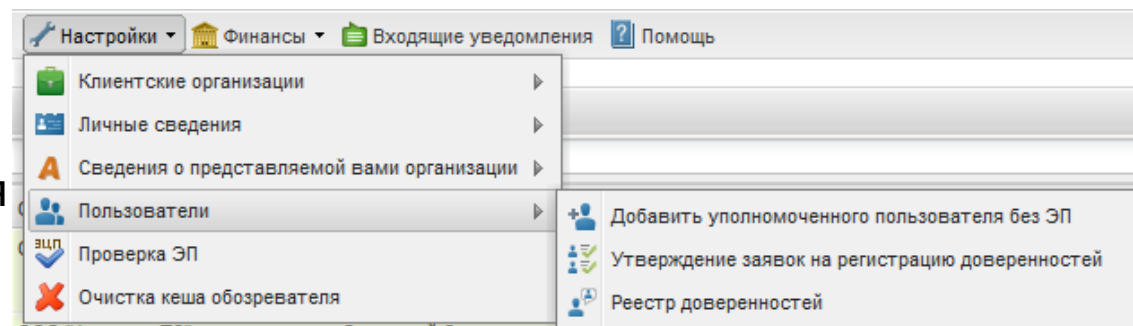 Настройки Финансы Входящие уведомления Помощь
Клиентские организации
Личные сведения
Сведения о представляемой вами организации
Я
Пользователи
Добавить уполномоченного пользователя без ЭП
ЭЦП
Проверка ЭП
Утверждение заявок на регистрацию доверенностей
Очистка кеша обозревателя
Реестр доверенностей